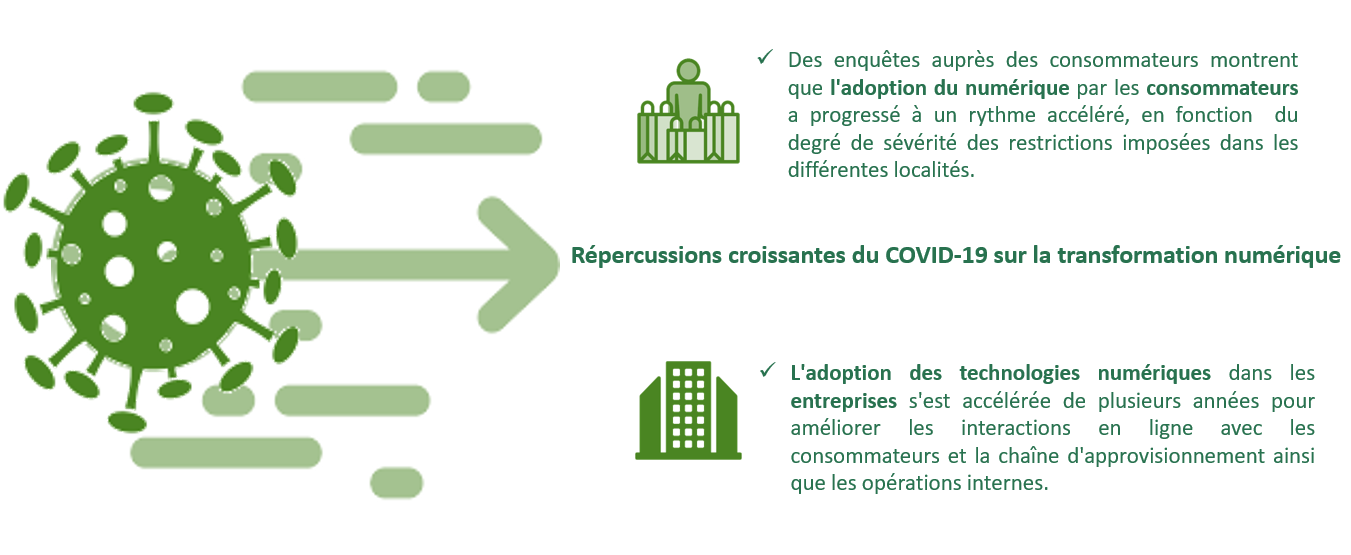 ✓ Des enquêtes auprès des consommateurs montrent
que l'adoption du numérique par les consommateurs
a progressé à un rythme accéléré, en fonction du
degré de sévérité des restrictions imposées dans les
différentes localités.
Répercussions croissantes du COVID-19 sur la transformation numérique
✓ L'adoption des technologies numériques dans les
entreprises s'est accélérée de plusieurs années pour
améliorer les interactions en ligne avec les
consommateurs et la chaîne d'approvisionnement ainsi
que les opérations internes.